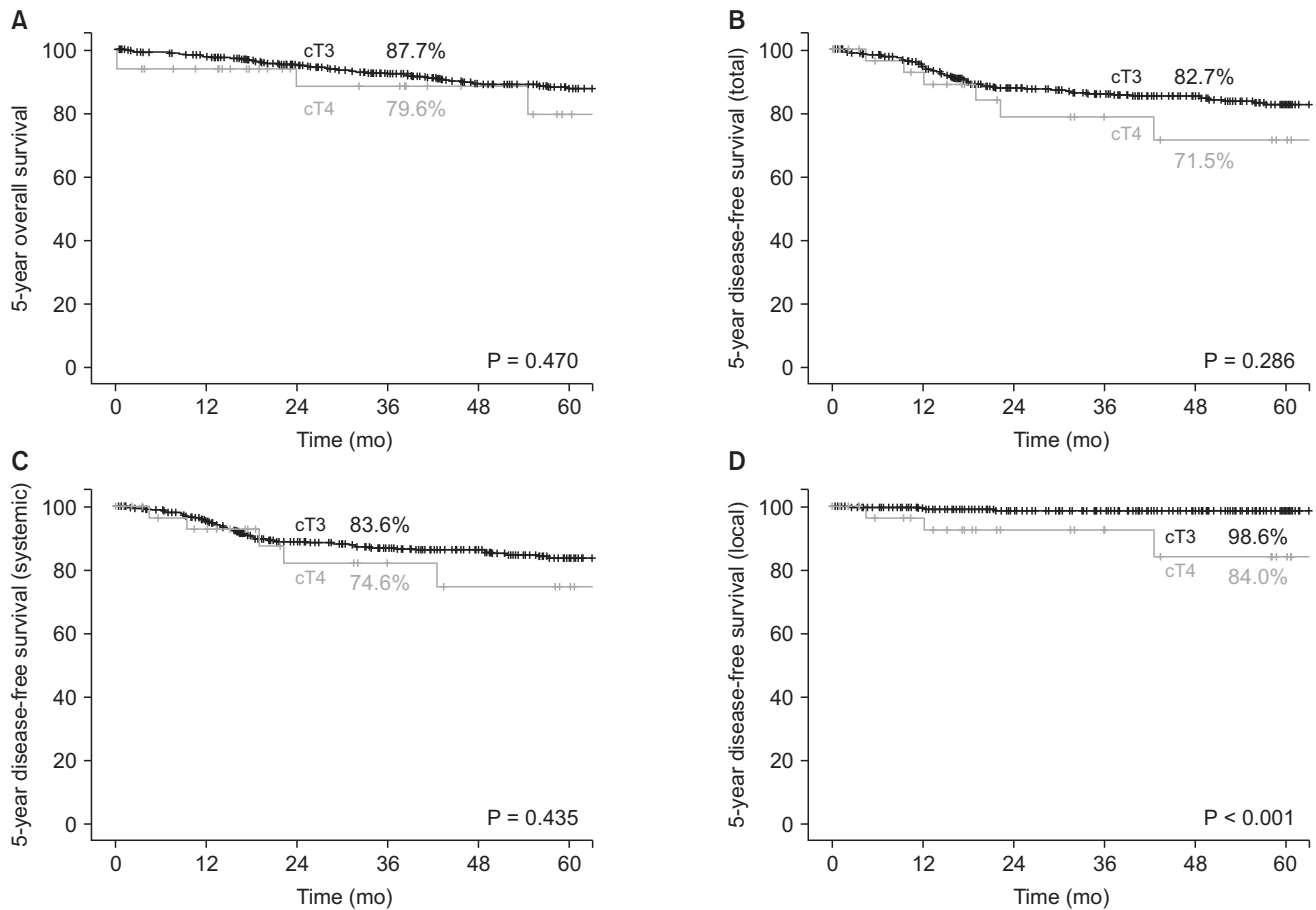 A
5-year overall survival
100
80
60
40
20
0
cT3 87.7%
cT4 79.6%
P = 0.470
0 12 24 36 48 60
Time (mo)
B
5-year disease-free survival (total)
100
80
60
40
20
0
cT3 82.7%
cT4
71.5%
P = 0.286
0 12 24 36 48 60
Time (mo)
C
5-year disease-free survival (systemic)
100
80
60
40
20
0
cT3 83.6%
cT4 74.6%
P = 0.435
0 12 24 36 48 60
Time (mo)
D
5-year disease-free survival (local)
100
80
60
40
20
0
cT3 98.6%
cT4 84.0%
P < 0.001
0 12 24 36 48 60
Time (mo)